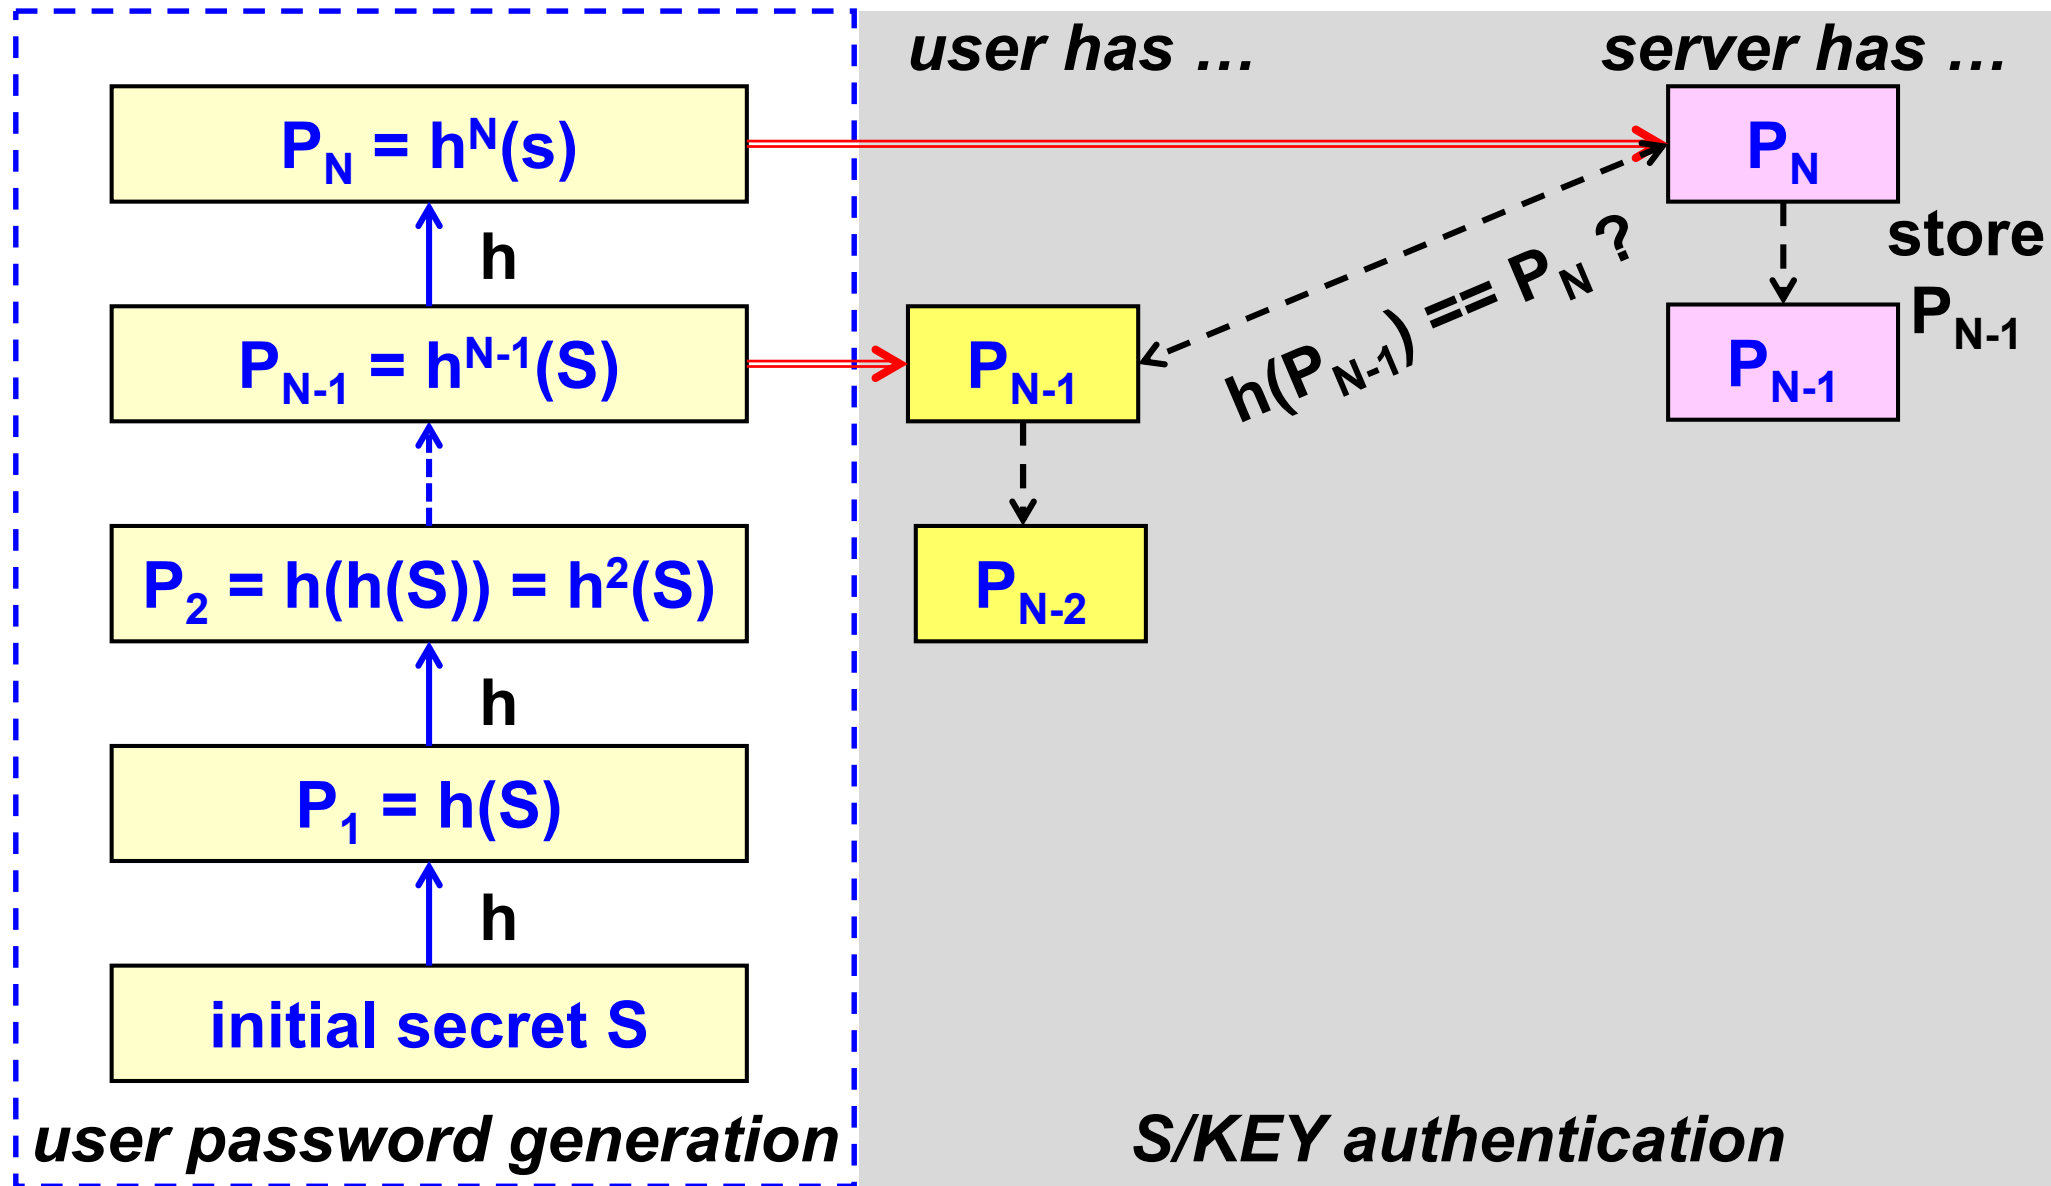 user has …
server has …
P_N = h^N(s)
P_N
h
store
P_N-1
h(P_N-1) == P_N ?
P_N-1 = h^N-1(S)
P_N-1
P_N-1
P_2 = h(h(S)) = h^2(S)
P_N-2
h
P_1 = h(S)
h
initial secret S
user password generation
S/KEY authentication